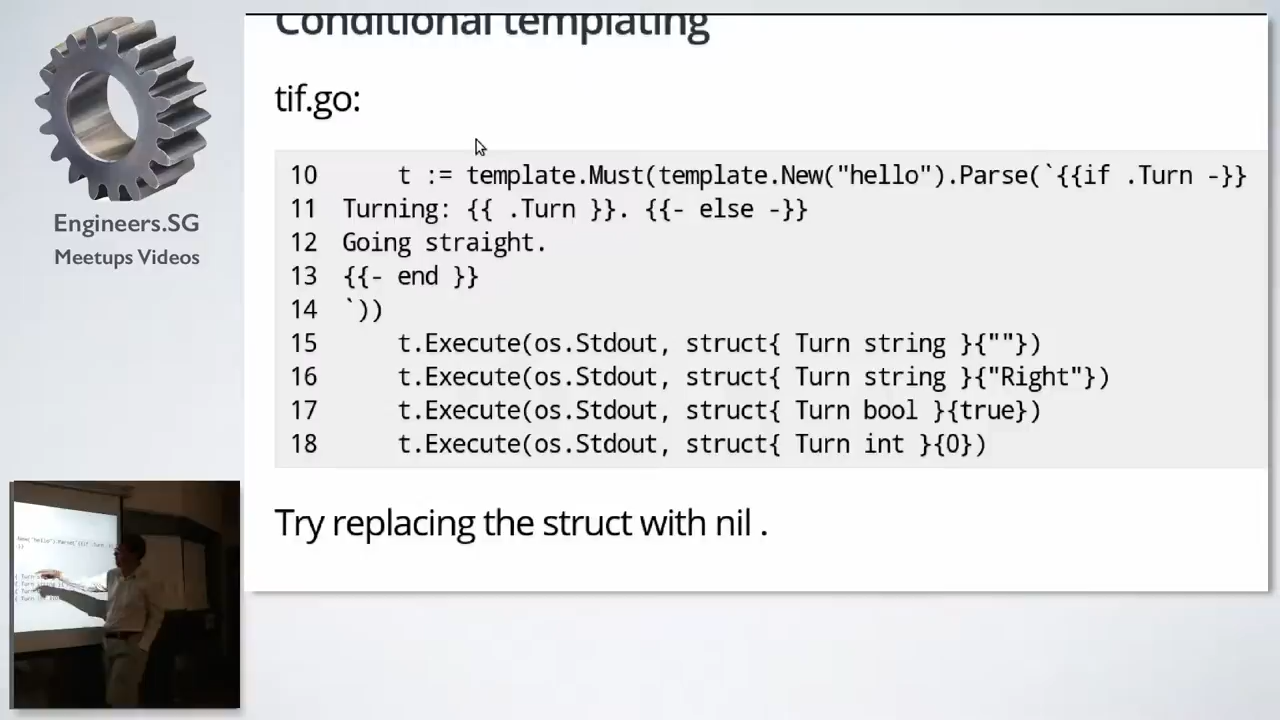 Conditional templating
tif.go:
10 t := template.Must(template.New("hello").Parse(`{{if .Turn -}}
11 Turning: {{ .Turn }}. {{- else -}}
12 Going straight.
13 {{- end }}
14 `))
15 t.Execute(os.Stdout, struct{ Turn string }{""})
16 t.Execute(os.Stdout, struct{ Turn string }{"Right"})
17 t.Execute(os.Stdout, struct{ Turn bool }{true})
18 t.Execute(os.Stdout, struct{ Turn int }{0})
Try replacing the struct with nil .
Engineers.SG
Meetups Videos